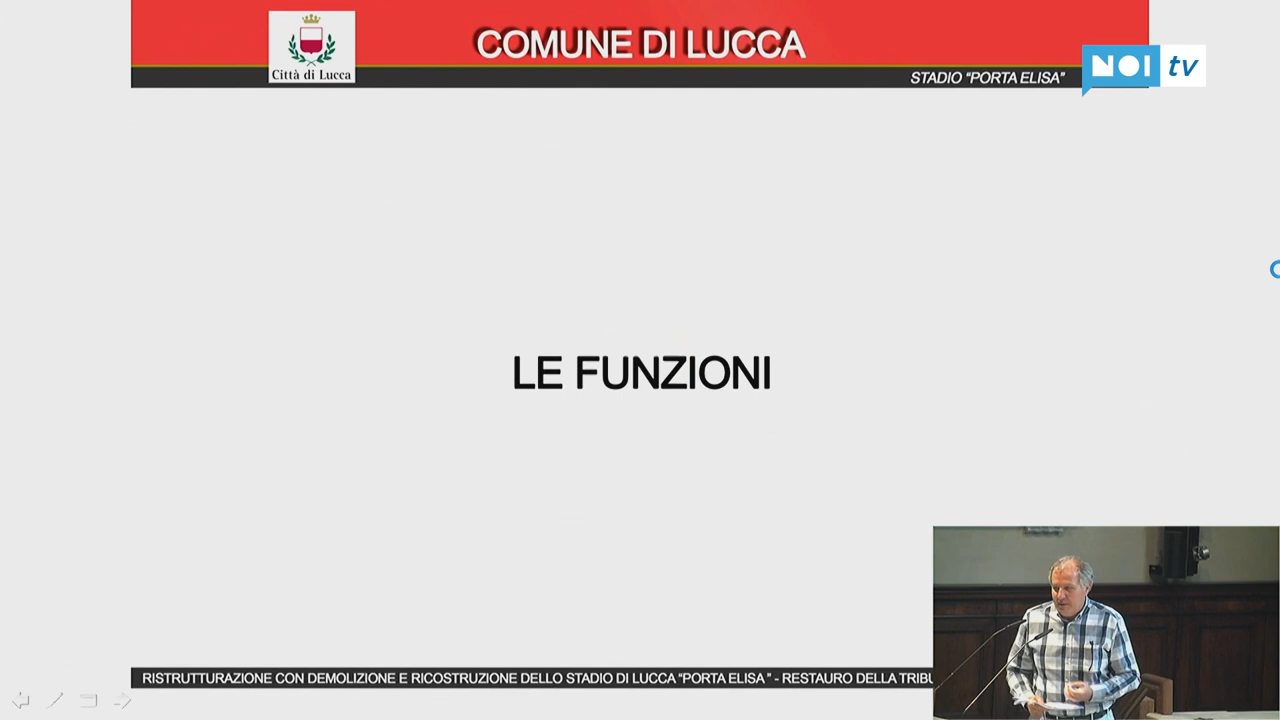 COMUNE DI LUCCA
Città di Lucca
STADIO “PORTA ELISA”
NOI tv
LE FUNZIONI
RISTRUTTURAZIONE CON DEMOLIZIONE E RICOSTRUZIONE DELLO STADIO DI LUCCA “PORTA ELISA” - RESTAURO DELLA